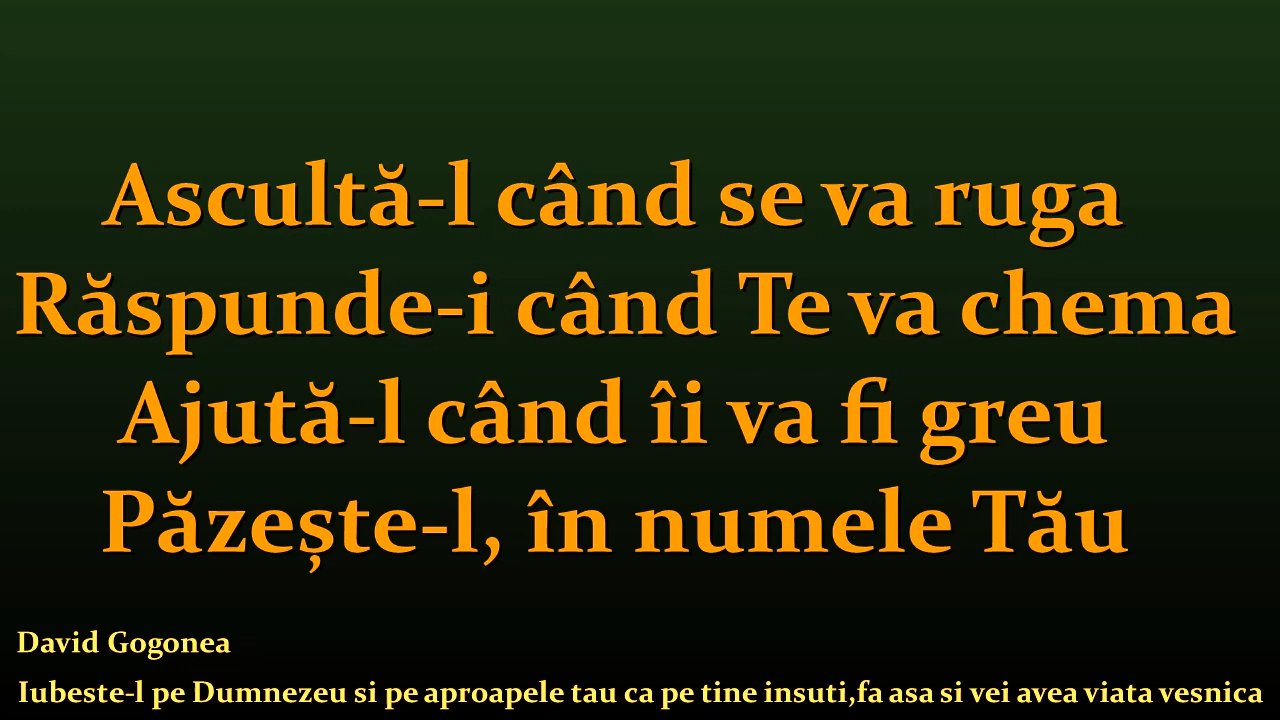 Ascultă-l când se va ruga
Răspunde-i când Te va chema
Ajută-l când îi va fi greu
Păzește-l, în numele Tău
David Gogonea
Iubeste-l pe Dumnezeu si pe aproapele tau ca pe tine insuti,fa asa si vei avea viata vesnica